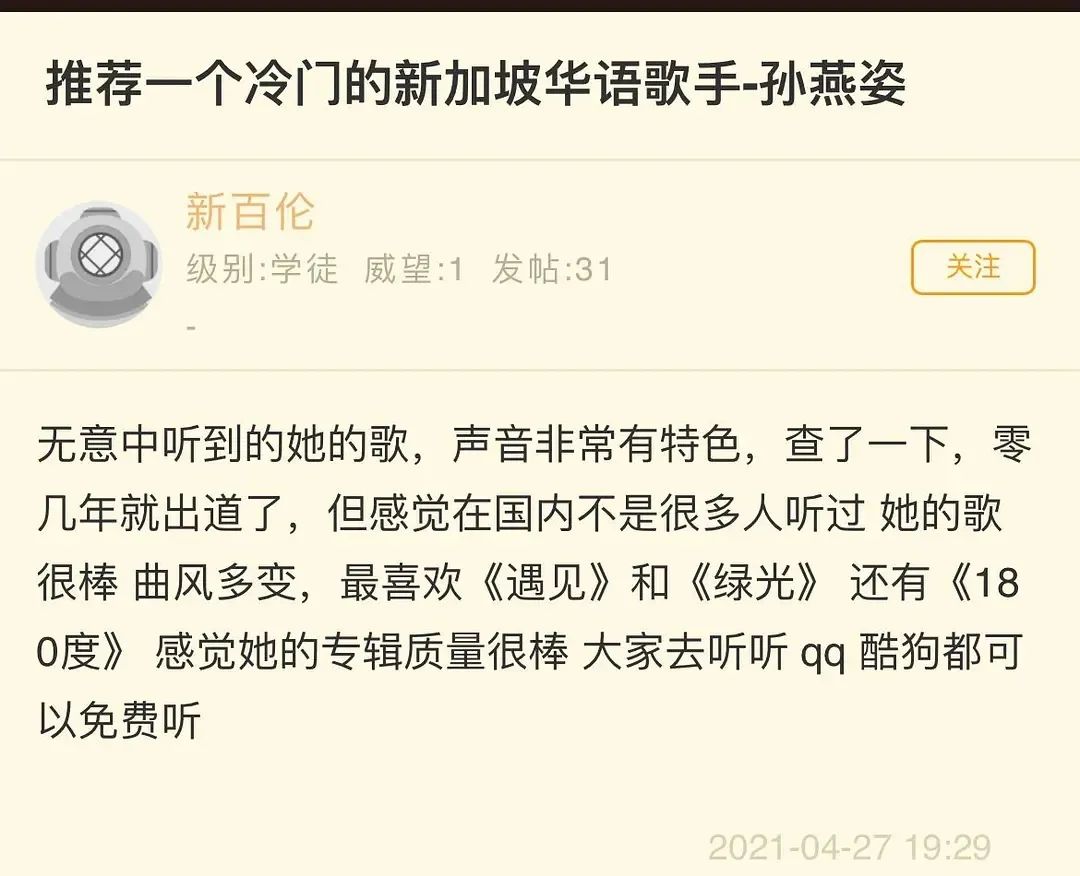 推荐一个冷门的新加坡华语歌手-孙燕姿
新百伦
级别:学徒 威望:1 发帖:31
关注
-
无意中听到的她的歌，声音非常有特色，查了一下，零
几年就出道了，但感觉在国内不是很多人听过 她的歌
很棒 曲风多变，最喜欢《遇见》和《绿光》 还有《18
0度》 感觉她的专辑质量很棒 大家去听听 qq 酷狗都可
以免费听
2021-04-27 19:29